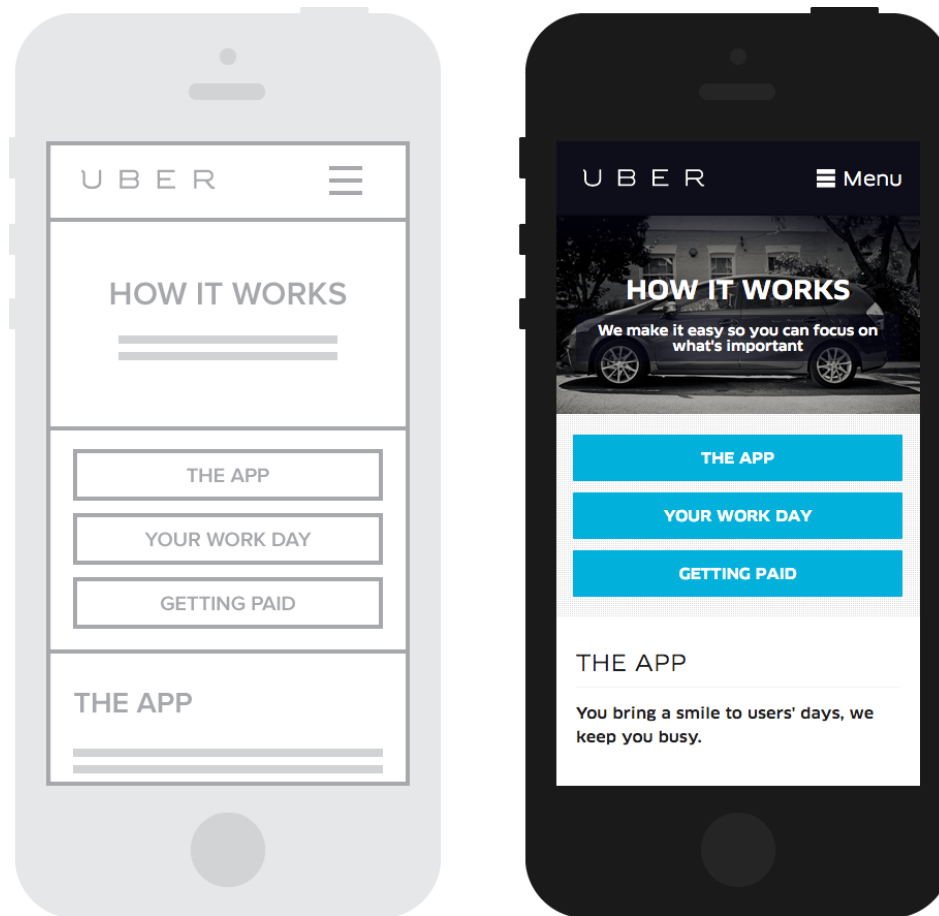 UBER
HOW IT WORKS
THE APP
YOUR WORK DAY
GETTING PAID
THE APP
UBER
Menu
HOW IT WORKS
We make it easy so you can focus on
what's important
THE APP
YOUR WORK DAY
GETTING PAID
THE APP
You bring a smile to users' days, we
keep you busy.